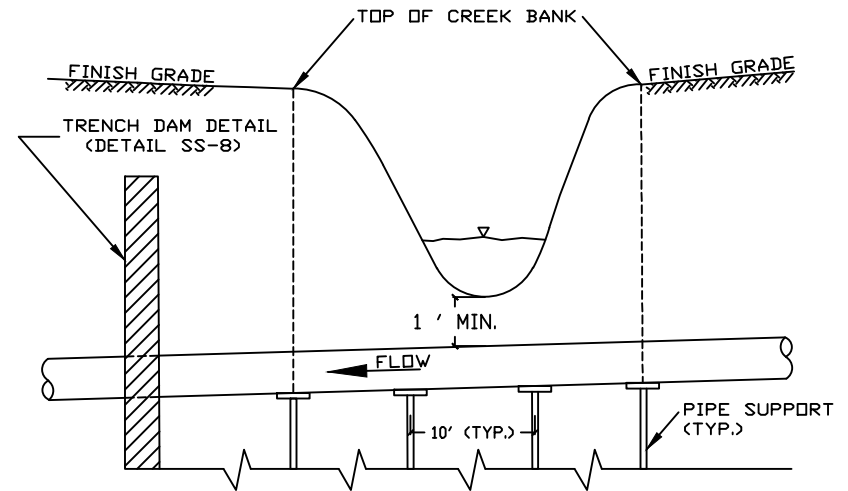 TOP OF CREEK BANK
FINISH GRADE
FINISH GRADE
TRENCH DAM DETAIL
(DETAIL SS-8)
1 ' MIN.
FLOW
10' (TYP.)
PIPE SUPPORT
(TYP.)